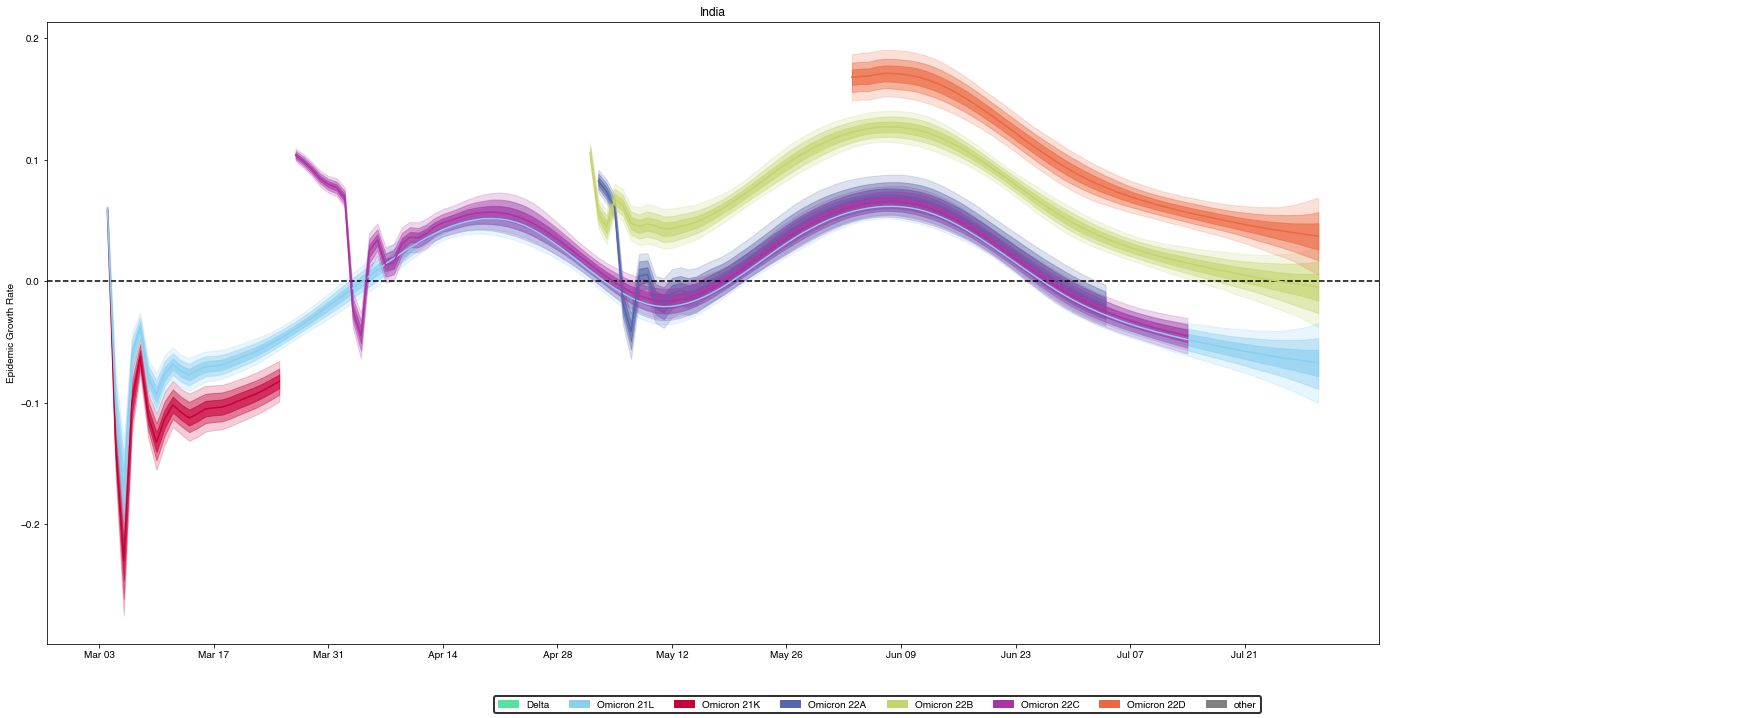 India
Epidemic Growth Rate
0.2
0.1
0.0
−0.1
−0.2
Mar 03 Mar 17 Mar 31 Apr 14 Apr 28 May 12 May 26 Jun 09 Jun 23 Jul 07 Jul 21
Delta Omicron 21L Omicron 21K Omicron 22A Omicron 22B Omicron 22C Omicron 22D other